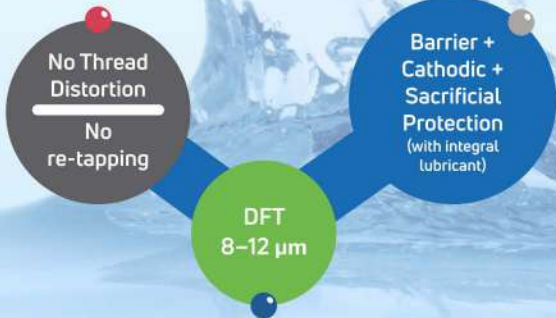 No Thread
Distortion
No
re-tapping
Barrier +
Cathodic +
Sacrificial
Protection
(with integral
lubricant)
DFT
8–12 μm